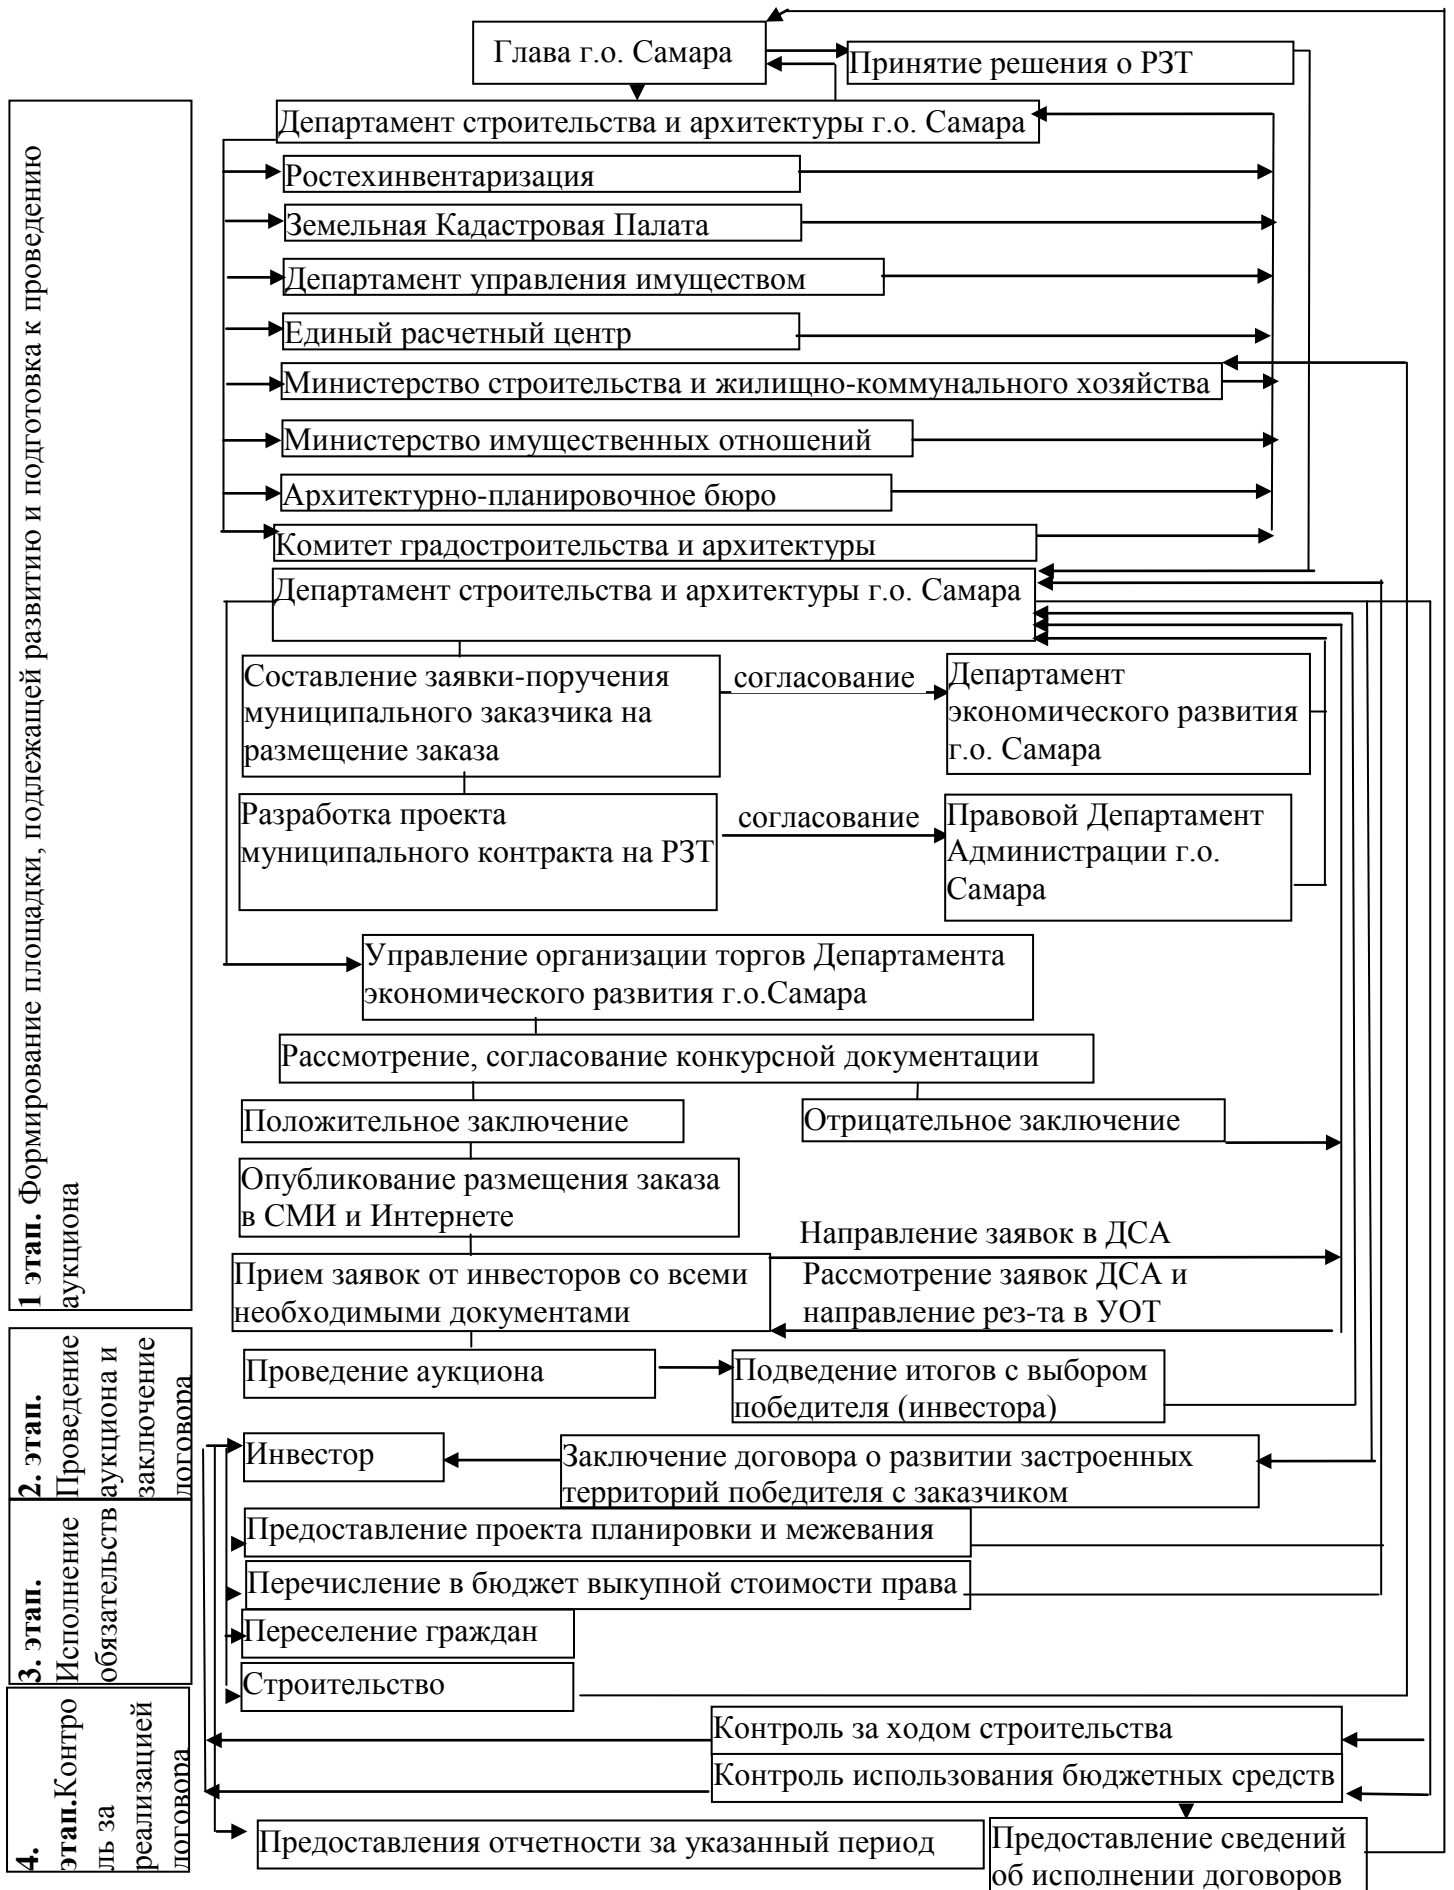 Глава г.о. Самара
Принятие решения о РЗТ
1 этап. Формирование площадки, подлежащей развитию и подготовка к проведению
аукциона
Департамент строительства и архитектуры г.о. Самара
Ростехинвентаризация
Земельная Кадастровая Палата
Департамент управления имуществом
Единый расчетный центр
Министерство строительства и жилищно-коммунального хозяйства
Министерство имущественных отношений
Архитектурно-планировочное бюро
Комитет градостроительства и архитектуры
Департамент строительства и архитектуры г.о. Самара
Составление заявки-поручения
муниципального заказчика на
размещение заказа
согласование
Департамент
экономического развития
г.о. Самара
Разработка проекта
муниципального контракта на РЗТ
согласование
Правовой Департамент
Администрации г.о.
Самара
Управление организации торгов Департамента
экономического развития г.о.Самара
Рассмотрение, согласование конкурсной документации
Положительное заключение
Отрицательное заключение
Опубликование размещения заказа
в СМИ и Интернете
Направление заявок в ДСА
Прием заявок от инвесторов со всеми
необходимыми документами
Рассмотрение заявок ДСА и
направление рез-та в УОТ
2. этап.
Проведение
аукциона и
заключение
договора
Проведение аукциона
Подведение итогов с выбором
победителя (инвестора)
Инвестор
Заключение договора о развитии застроенных
территорий победителя с заказчиком
3. этап.
Исполнение
обязательств
Предоставление проекта планировки и межевания
Перечисление в бюджет выкупной стоимости права
Переселение граждан
Строительство
4.
этап.Контро
ль за
реализацией
договора
Контроль за ходом строительства
Контроль использования бюджетных средств
Предоставления отчетности за указанный период
Предоставление сведений
об исполнении договоров